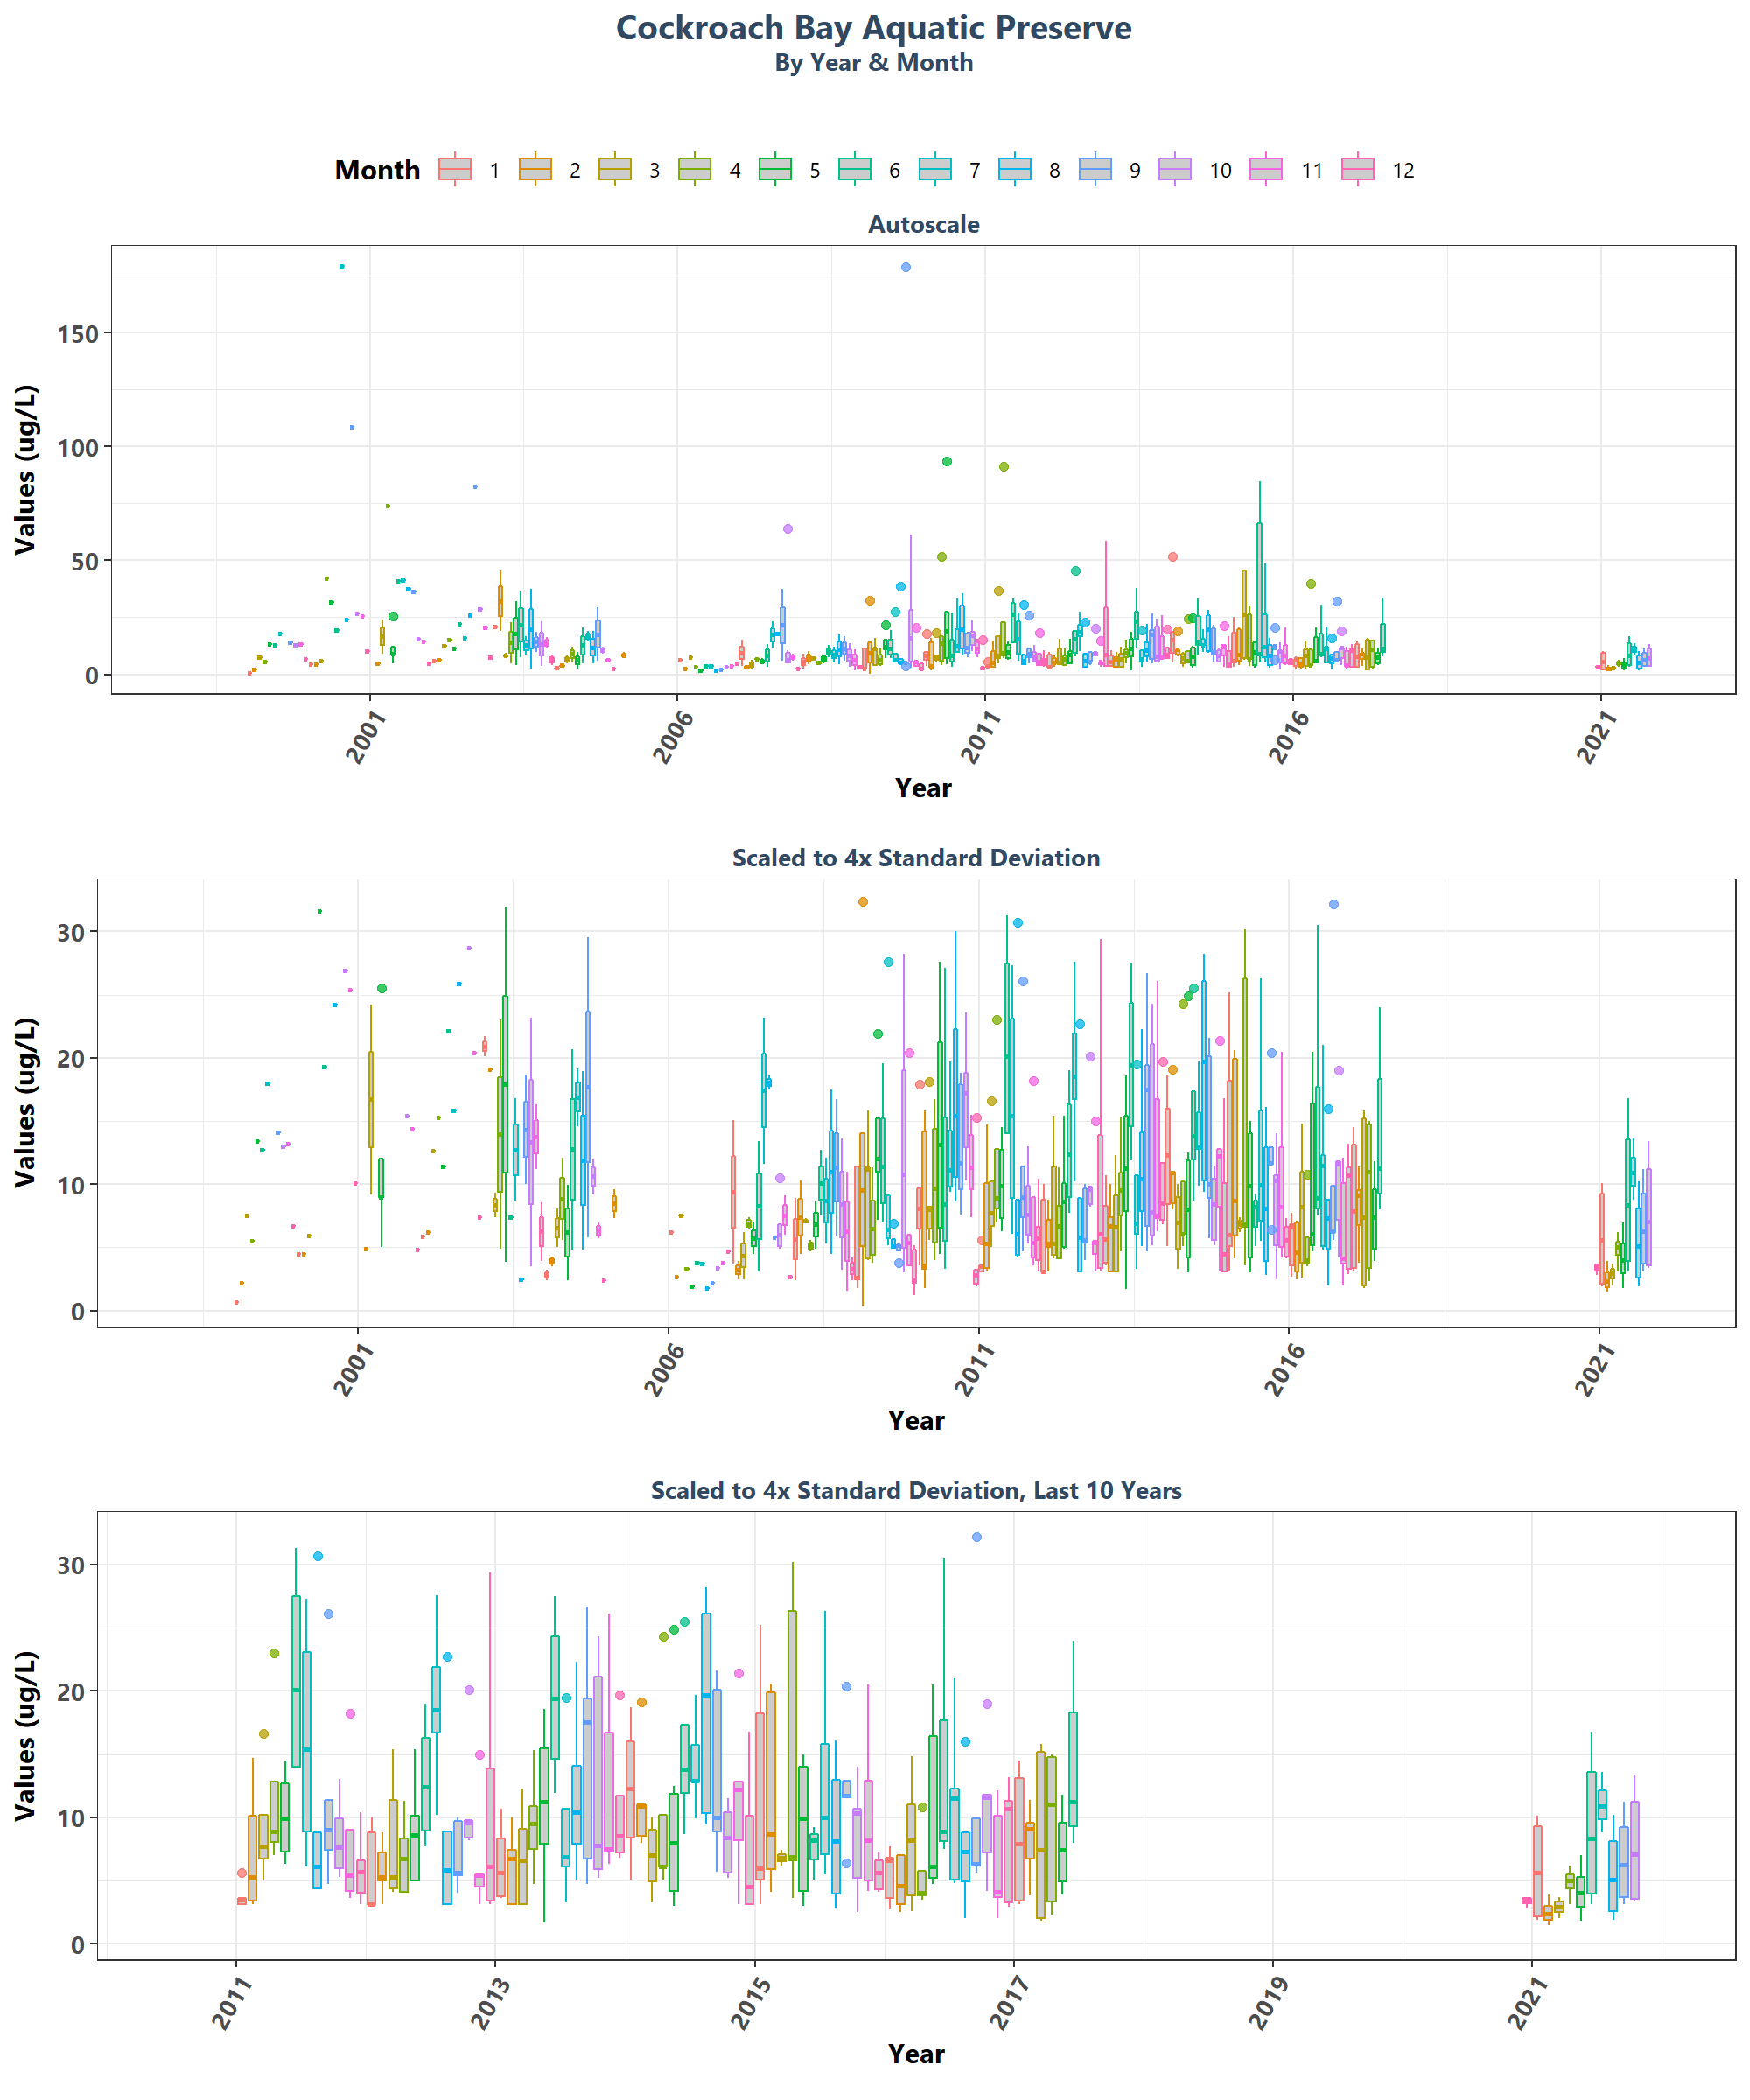 Cockroach Bay Aquatic Preserve
By Year & Month
Month 1 2 3 4 5 6 7 8 9 10 11 12
Autoscale
Values (ug/L)
150
100
50
0
2001 2006 2011 2016 2021
Year
Scaled to 4x Standard Deviation
Values (ug/L)
30
20
10
0
2001 2006 2011 2016 2021
Year
Scaled to 4x Standard Deviation, Last 10 Years
Values (ug/L)
30
20
10
0
2011 2013 2015 2017 2019 2021
Year